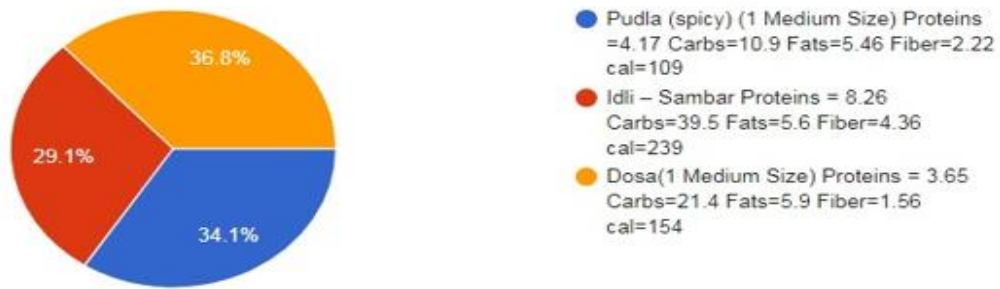 36.8%
29.1%
34.1%
Pudla (spicy) (1 Medium Size) Proteins
=4.17 Carbs=10.9 Fats=5.46 Fiber=2.22
cal=109
Idli – Sambar Proteins = 8.26
Carbs=39.5 Fats=5.6 Fiber=4.36
cal=239
Dosa(1 Medium Size) Proteins = 3.65
Carbs=21.4 Fats=5.9 Fiber=1.56
cal=154